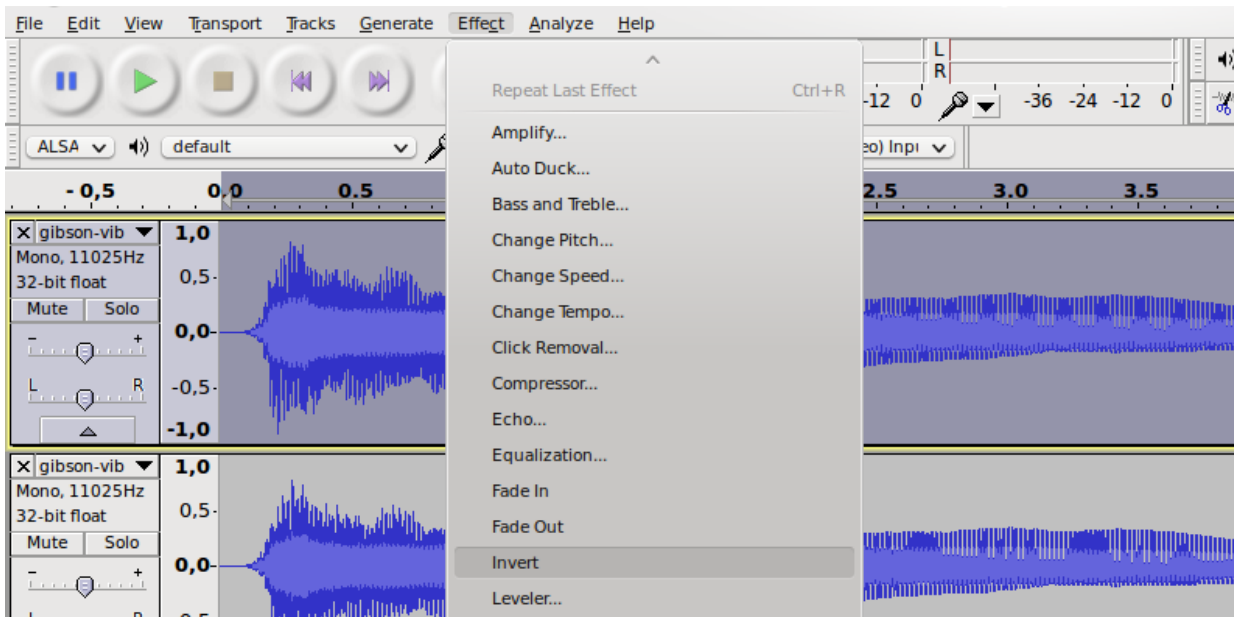 File Edit View Transport Tracks Generate Effect Analyze Help
L
R
Repeat Last Effect Ctrl+R
-12 0 -36 -24 -12 0
Amplify...
ALSA default
Auto Duck...
- 0,5 0,0 0.5 2.5 3.0 3.5
Bass and Treble...
Change Pitch...
Change Speed...
Change Tempo...
Click Removal...
Compressor...
Echo...
Equalization...
Fade In
Fade Out
Invert
Leveler...
X gibson-vib 1,0
Mono, 11025Hz
32-bit float 0,5
Mute Solo
0,0
- +
L R -0,5
-1,0
X gibson-vib 1,0
Mono, 11025Hz
32-bit float 0,5
Mute Solo
0,0
- +